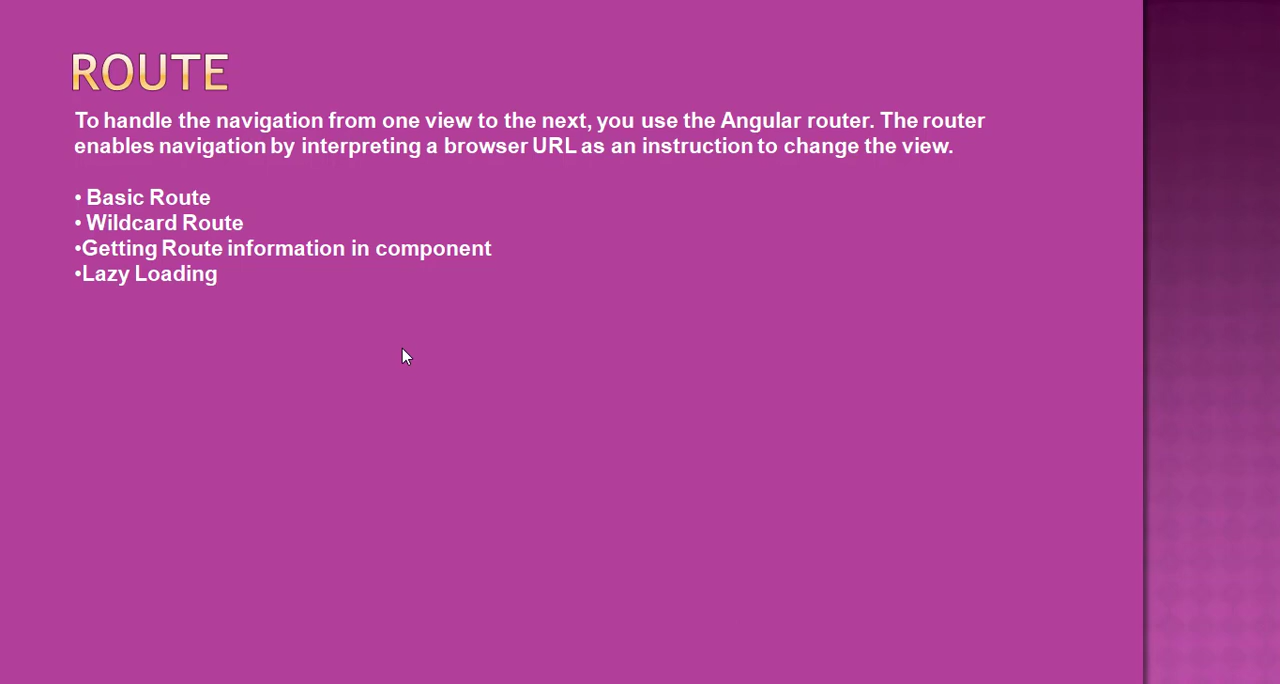 ROUTE
To handle the navigation from one view to the next, you use the Angular router. The router
enables navigation by interpreting a browser URL as an instruction to change the view.
• Basic Route
• Wildcard Route
•Getting Route information in component
•Lazy Loading